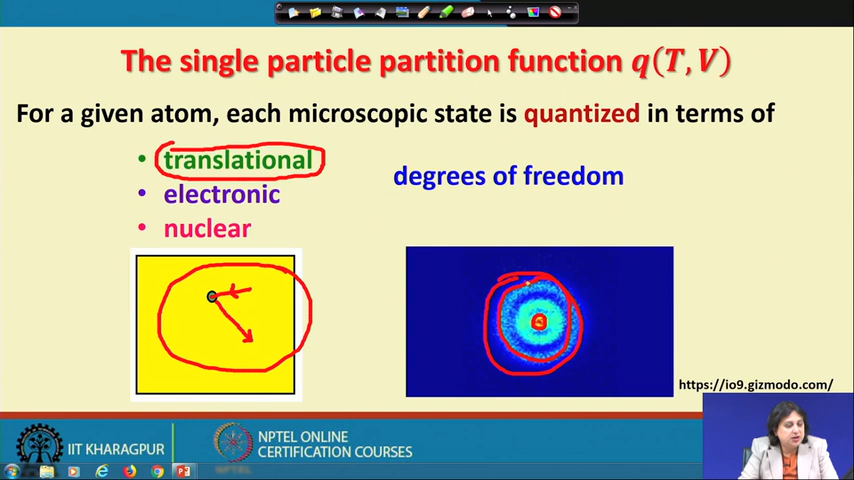 The single particle partition function q(T, V)
For a given atom, each microscopic state is quantized in terms of
• translational
• electronic
• nuclear
degrees of freedom
https://io9.gizmodo.com/
IIT KHARAGPUR
NPTEL ONLINE
CERTIFICATION COURSES
NPTEL